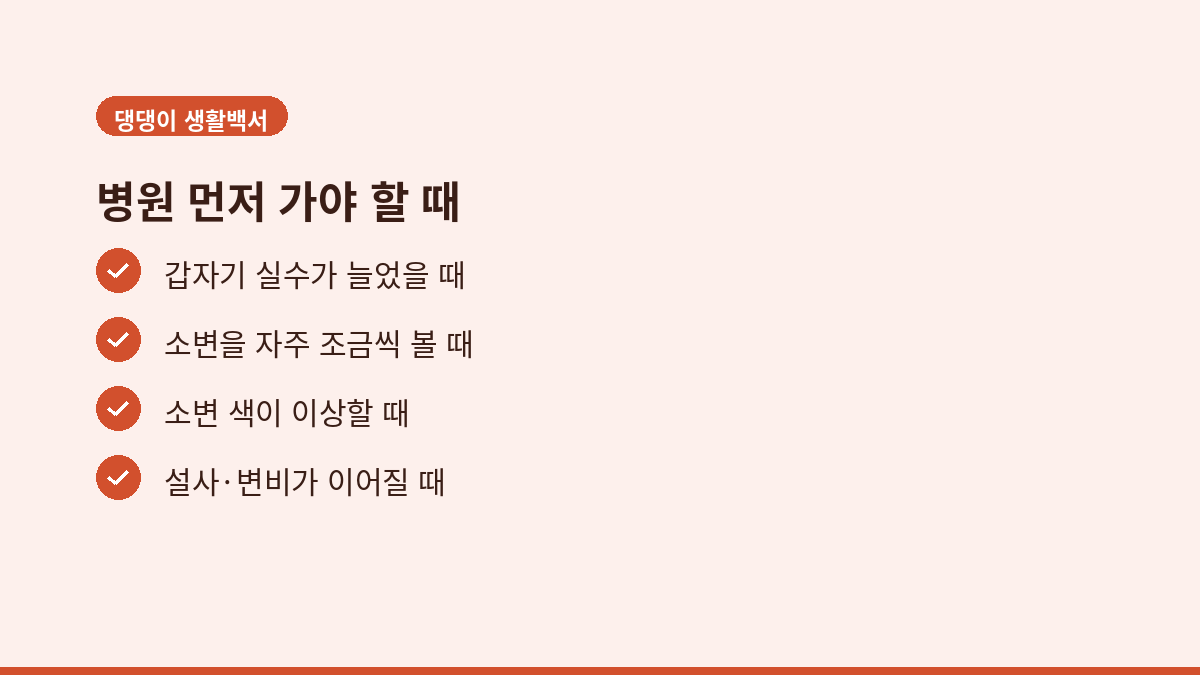 댕댕이 생활백서
병원 먼저 가야 할 때
갑자기 실수가 늘었을 때
소변을 자주 조금씩 볼 때
소변 색이 이상할 때
설사·변비가 이어질 때